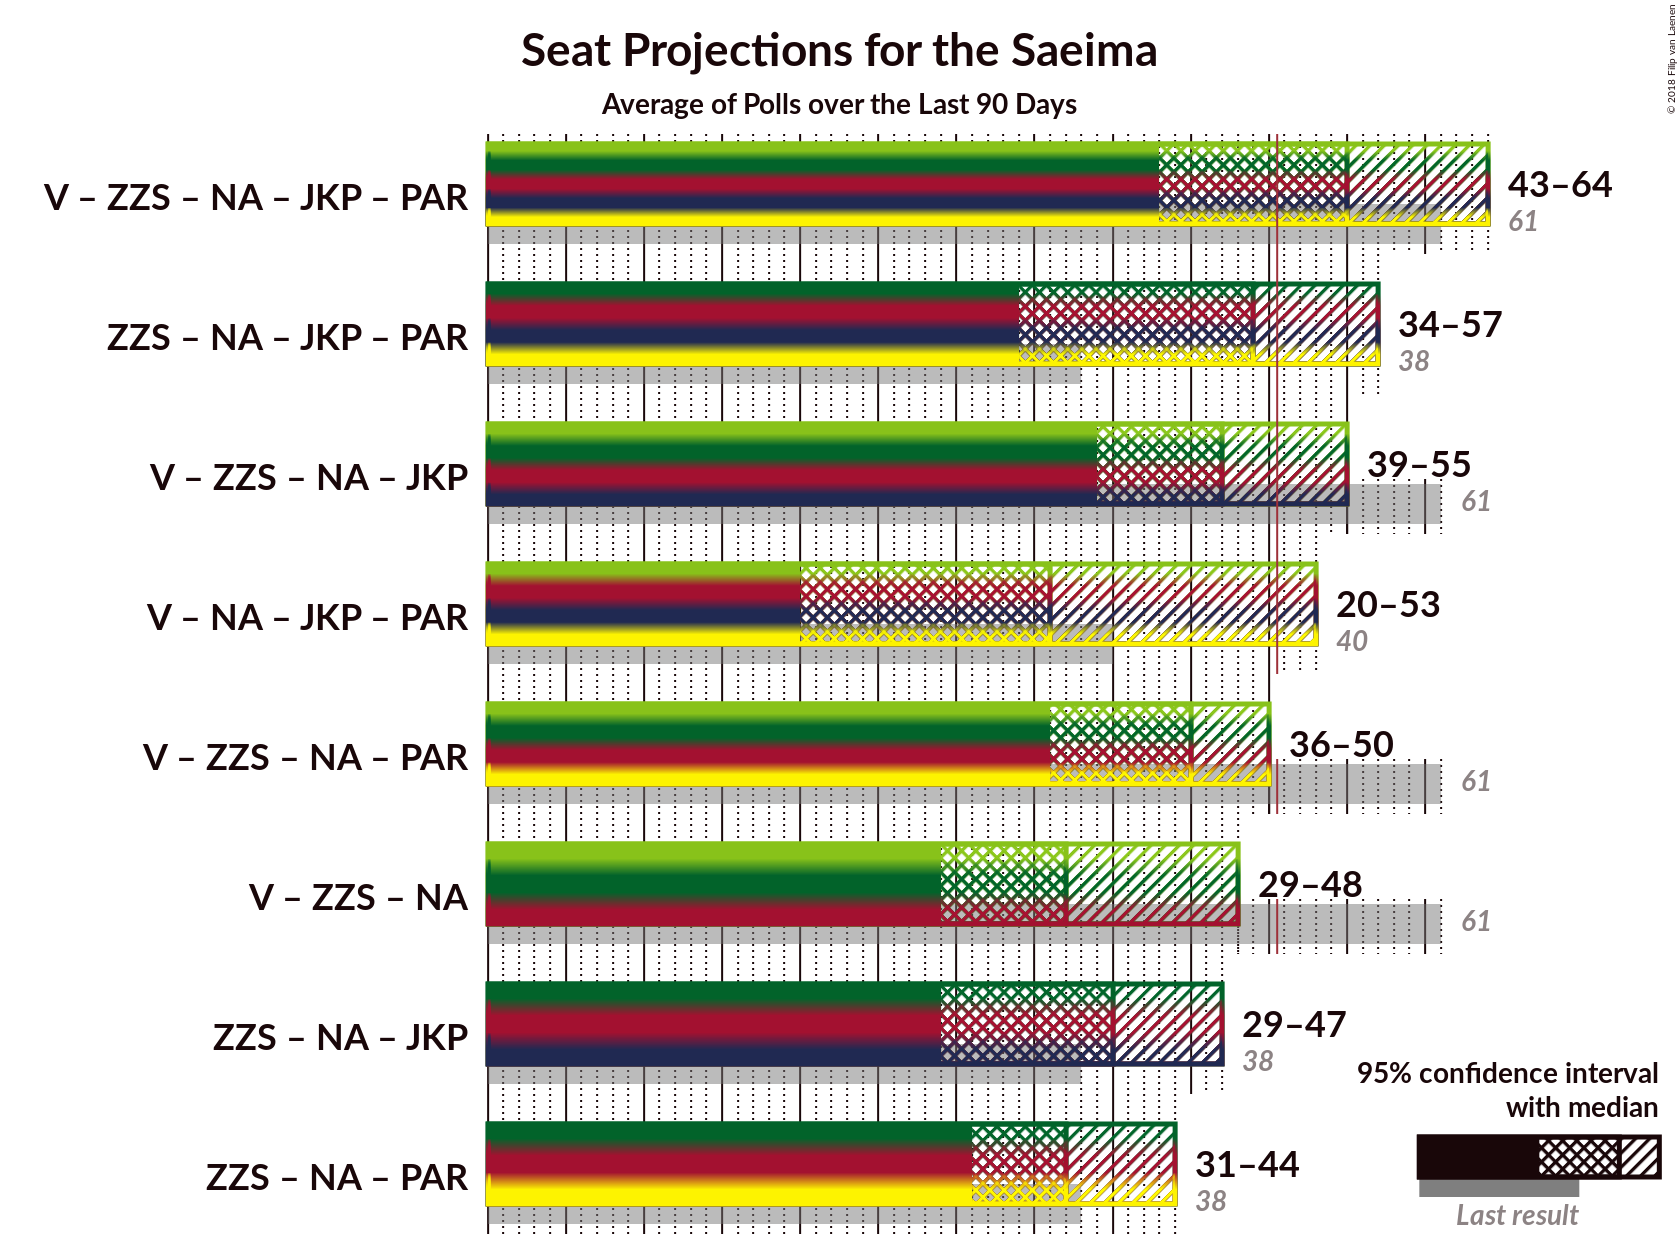 Seat Projections for the Saeima
Average of Polls over the Last 90 Days
© 2018 Filip van Laenen
V – ZZS – NA – JKP – PAR
43–64
61
ZZS – NA – JKP – PAR
34–57
38
V – ZZS – NA – JKP
39–55
61
V – NA – JKP – PAR
20–53
40
V – ZZS – NA – PAR
36–50
61
V – ZZS – NA
29–48
61
ZZS – NA – JKP
29–47
38
ZZS – NA – PAR
31–44
38
95% confidence interval
with median
Last result